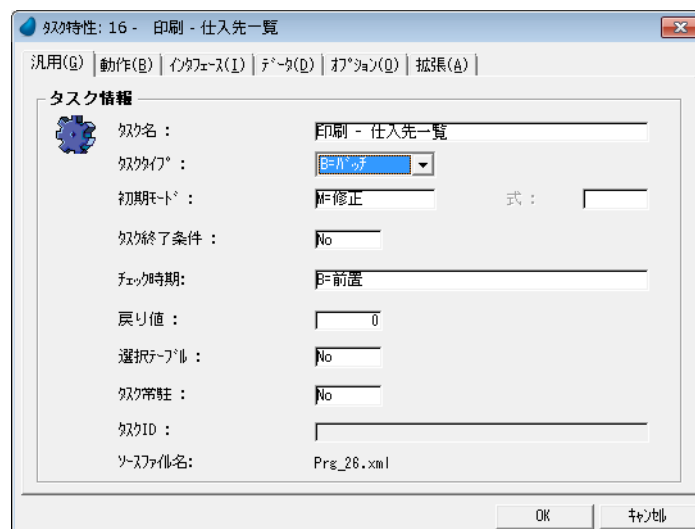 ﾀｽｸ特性: 16 -   印刷 - 仕入先一覧
汎用(G) 動作(B) ｲﾝﾀﾌｪｰｽ(I) ﾃﾞｰﾀ(D) ｵﾌﾟｼｮﾝ(O) 拡張(A)
タスク情報
ﾀｽｸ名 : 印刷 - 仕入先一覧
ﾀｽｸﾀｲﾌﾟ : B=ﾊﾞｯﾁ
初期ﾓｰﾄﾞ : M=修正 式 :
ﾀｽｸ終了条件 : No
ﾁｪｯｸ時期: B=前置
戻り値 : 0
選択ﾃｰﾌﾞﾙ : No
ﾀｽｸ常駐 : No
ﾀｽｸID :
ｿｰｽﾌｧｲﾙ名: Prg_26.xml
OK ｷｬﾝｾﾙ